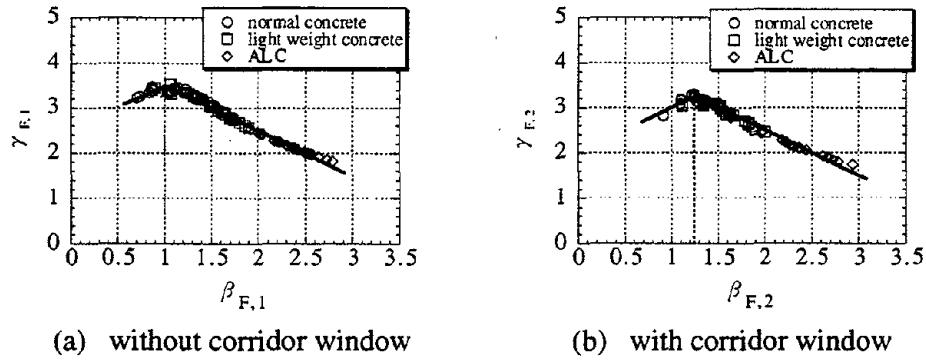 5
4
3
2
1
0
γ F,1
0 0.5 1 1.5 2 2.5 3 3.5
β F,1
○ normal concrete
□ light weight concrete
◇ ALC
(a) without corridor window
5
4
3
2
1
0
γ F,2
0 0.5 1 1.5 2 2.5 3 3.5
β F,2
○ normal concrete
□ light weight concrete
◇ ALC
(b) with corridor window